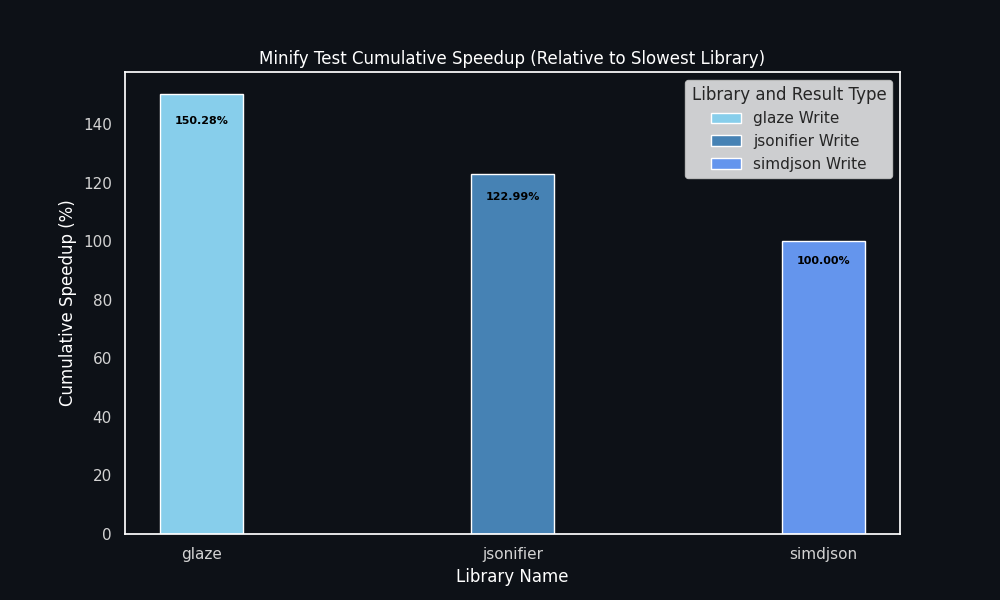 Minify Test Cumulative Speedup (Relative to Slowest Library)
Library and Result Type
glaze Write
jsonifier Write
simdjson Write
150.28%
122.99%
100.00%
Cumulative Speedup (%)
140
120
100
80
60
40
20
0
glaze
jsonifier
simdjson
Library Name